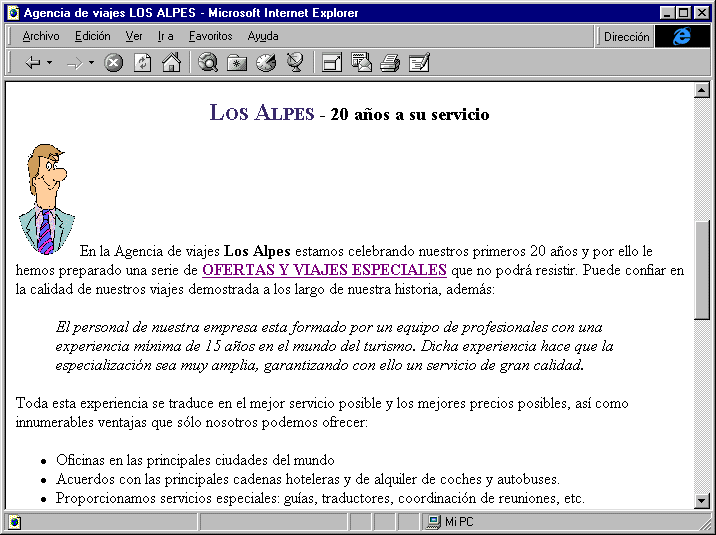 Agencia de viajes LOS ALPES - Microsoft Internet Explorer
Archivo Edición Ver Ir a Favoritos Ayuda Dirección
LOS ALPES - 20 años a su servicio
En la Agencia de viajes Los Alpes estamos celebrando nuestros primeros 20 años y por ello le
hemos preparado una serie de OFERTAS Y VIAJES ESPECIALES que no podrá resistir. Puede confiar en
la calidad de nuestros viajes demostrada a los largo de nuestra historia, además:
El personal de nuestra empresa esta formado por un equipo de profesionales con una
experiencia mínima de 15 años en el mundo del turismo. Dicha experiencia hace que la
especialización sea muy amplia, garantizando con ello un servicio de gran calidad.
Toda esta experiencia se traduce en el mejor servicio posible y los mejores precios posibles, así como
innumerables ventajas que sólo nosotros podemos ofrecer:
• Oficinas en las principales ciudades del mundo
• Acuerdos con las principales cadenas hoteleras y de alquiler de coches y autobuses.
• Proporcionamos servicios especiales: guías, traductores, coordinación de reuniones, etc.
Mi PC